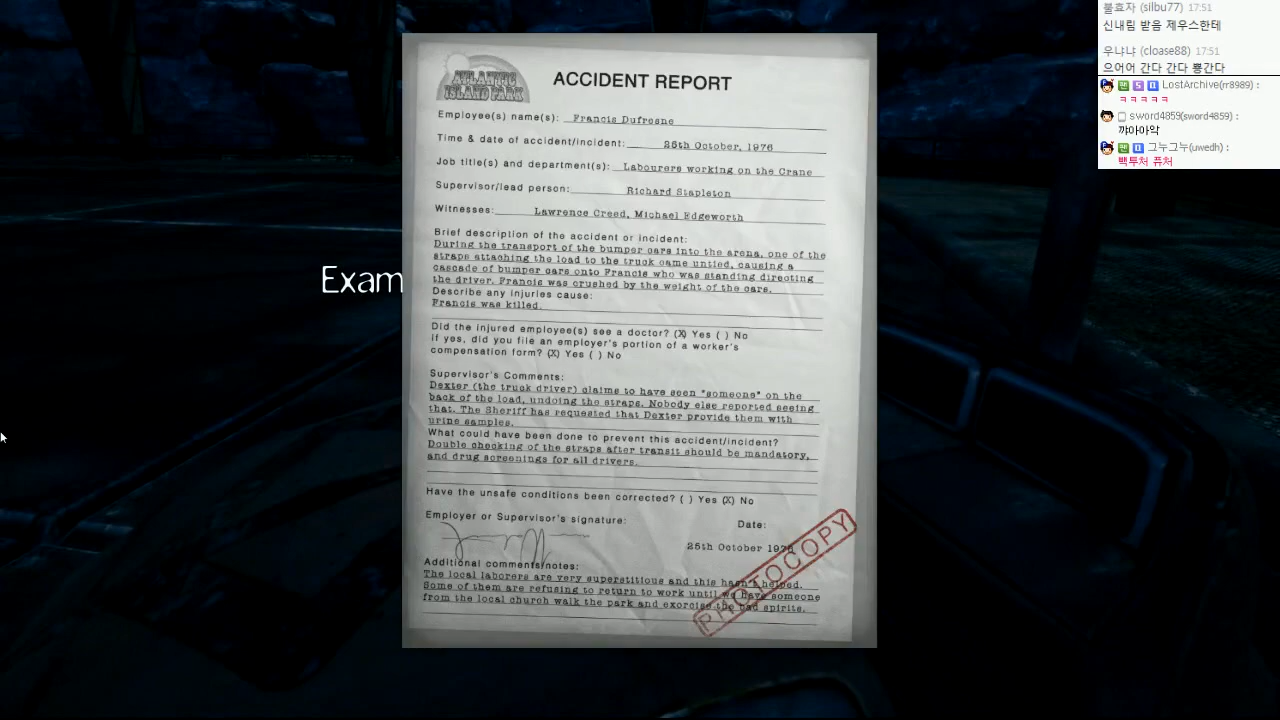 불효자 (silbu77) 17:51
신내림 받음 제우스한테
우냐냐 (cloase88) 17:51
으어어 간다 간다 뿅간다
LostArchive(rr8989) :
ㅋㅋㅋㅋㅋ
sword4859(sword4859) :
꺄아아악
그누그누(uwedh) :
빽투처 퓨처
ATLANTIC
ISLAND PARK
ACCIDENT REPORT
Employee(s) name(s): Francis Dufresne
Time & date of accident/incident: 25th October, 1976
Job title(s) and department(s): Labourers working on the Crane
Supervisor/lead person: Richard Stapleton
Witnesses: Lawrence Creed, Michael Edgeworth
Brief description of the accident or incident:
During the transport of the bumper cars into the arena, one of the
straps attaching the load to the truck came untied, causing a
cascade of bumper cars onto Francis who was standing directing
the driver. Francis was crushed by the weight of the cars.
Describe any injuries cause:
Francis was killed.
Did the injured employee(s) see a doctor? (X) Yes ( ) No
If yes, did you file an employer's portion of a worker's
compensation form? (X) Yes ( ) No
Supervisor's Comments:
Dexter (the truck driver) claims to have seen "someone" on the
back of the load, undoing the straps. Nobody else reported seeing
that. The Sheriff has requested that Dexter provide them with
urine samples.
What could have been done to prevent this accident/incident?
Double checking of the straps after transit should be mandatory,
and drug screenings for all drivers.
Have the unsafe conditions been corrected? ( ) Yes (X) No
Employer or Supervisor's signature:
Date:
25th October 1976
Additional comments/notes:
The local laborers are very superstitious and this hasn't helped.
Some of them are refusing to return to work until we have someone
from the local church walk the park and exorcise the bad spirits.
PHOTOCOPY
Exam